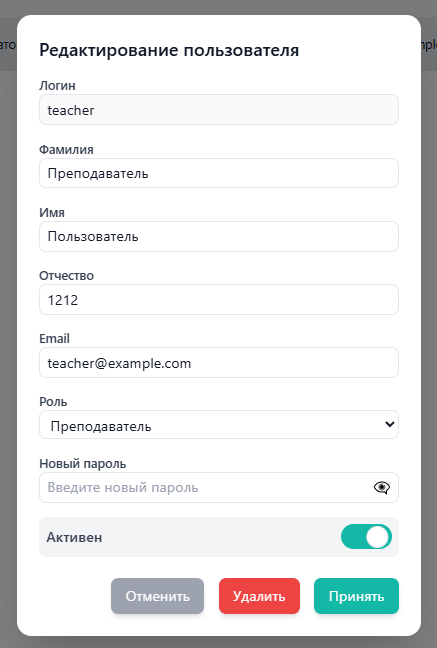 Редактирование пользователя
Логин
teacher
Фамилия
Преподаватель
Имя
Пользователь
Отчество
1212
Email
teacher@example.com
Роль
Преподаватель
Новый пароль
Введите новый пароль
Активен
Отменить
Удалить
Принять